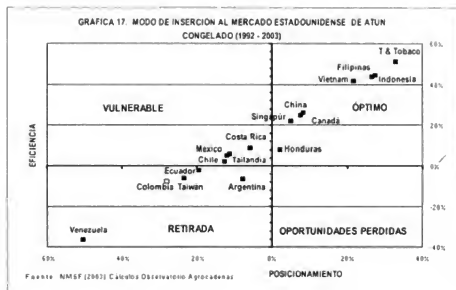 GRAFICA 17. MODO DE INSERCION AL MERCADO ESTADOUNIDENSE DE ATUN
CONGELADO (1992 - 2003)
60%
T & Tobaco
Filipinas
Vietnam
Indonesia
40%
VULNERABLE
China
ÓPTIMO
Singapur
Canadá
20%
EFICIENCIA
Costa Rica
Mexico
Honduras
Chile
Tailandia
0%
Ecuador
Colombia
Taiwan
Argentina
-20%
Venezuela
RETIRADA
OPORTUNIDADES PERDIDAS
-40%
60%
40%
20%
0%
20%
40%
Fuente: NMSF (2003) Cálculos Observatorio Agrocadenas
POSICIONAMIENTO